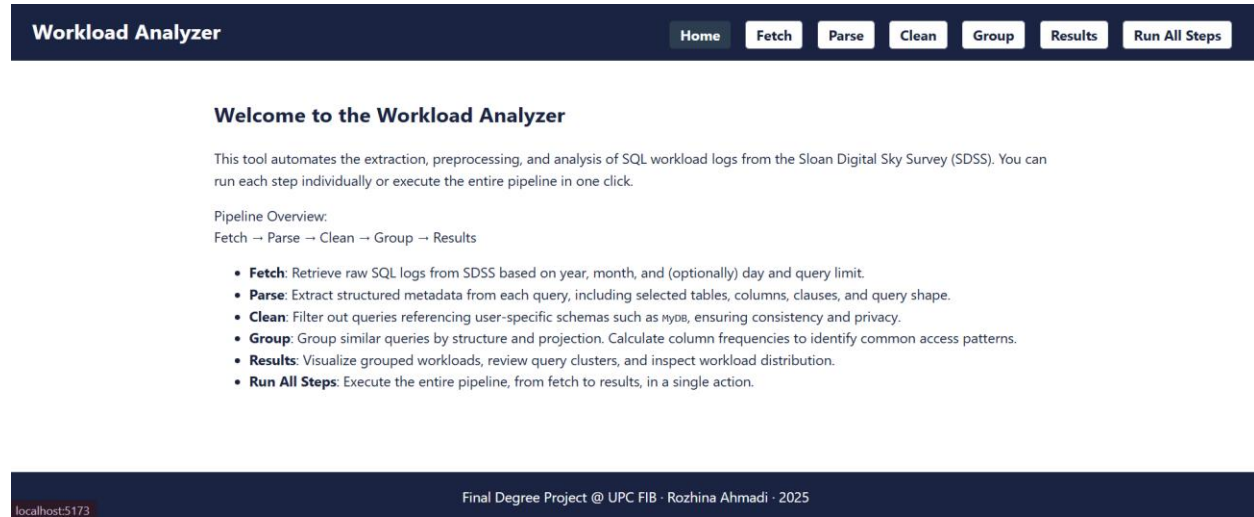 Workload Analyzer
Home Fetch Parse Clean Group Results Run All Steps
Welcome to the Workload Analyzer
This tool automates the extraction, preprocessing, and analysis of SQL workload logs from the Sloan Digital Sky Survey (SDSS). You can
run each step individually or execute the entire pipeline in one click.
Pipeline Overview:
Fetch → Parse → Clean → Group → Results
• Fetch: Retrieve raw SQL logs from SDSS based on year, month, and (optionally) day and query limit.
• Parse: Extract structured metadata from each query, including selected tables, columns, clauses, and query shape.
• Clean: Filter out queries referencing user-specific schemas such as MyDB, ensuring consistency and privacy.
• Group: Group similar queries by structure and projection. Calculate column frequencies to identify common access patterns.
• Results: Visualize grouped workloads, review query clusters, and inspect workload distribution.
• Run All Steps: Execute the entire pipeline, from fetch to results, in a single action.
Final Degree Project @ UPC FIB · Rozhina Ahmadi · 2025
localhost:5173